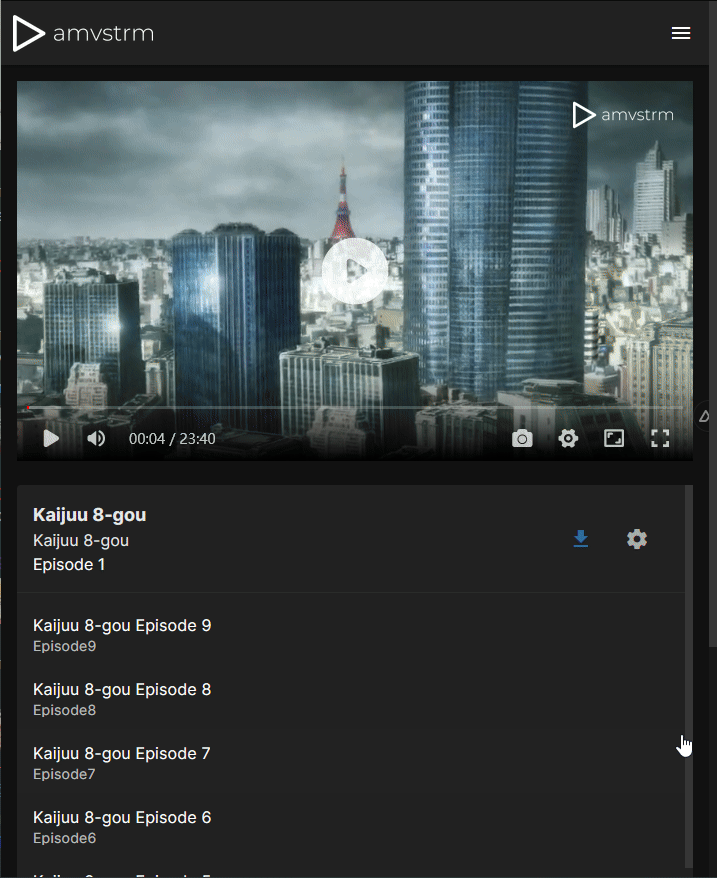 amvstrm
amvstrm
00:04 / 23:40
Kaijuu 8-gou
Kaijuu 8-gou
Episode 1
Kaijuu 8-gou Episode 9
Episode9
Kaijuu 8-gou Episode 8
Episode8
Kaijuu 8-gou Episode 7
Episode7
Kaijuu 8-gou Episode 6
Episode6